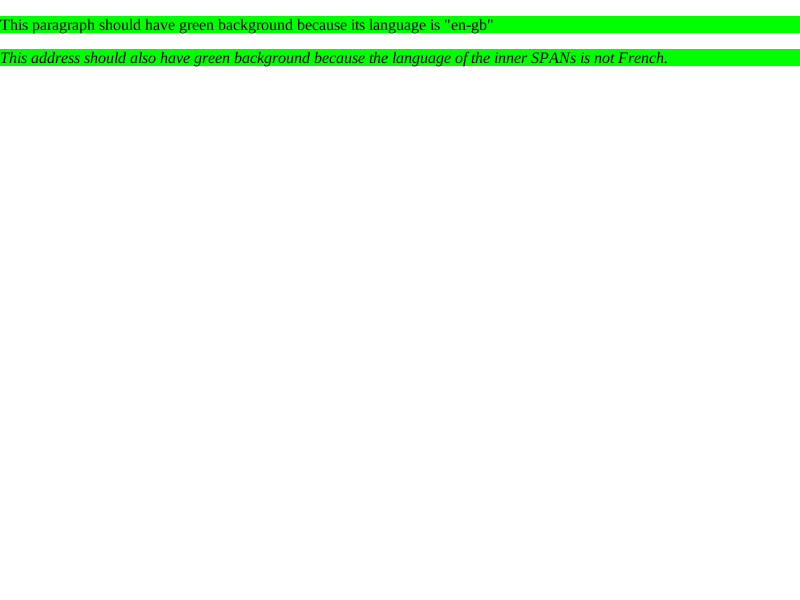 This paragraph should have green background because its language is "en-gb"
This address should also have green background because the language of the inner SPANs is not French.